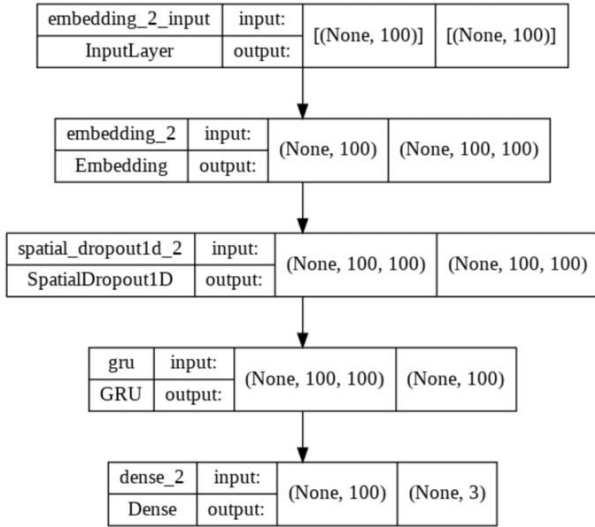 embedding_2_input input: [(None, 100)] [(None, 100)]
InputLayer output:
embedding_2 input: (None, 100) (None, 100, 100)
Embedding output:
spatial_dropout1d_2 input: (None, 100, 100) (None, 100, 100)
SpatialDropout1D output:
gru input: (None, 100, 100) (None, 100)
GRU output:
dense_2 input: (None, 100) (None, 3)
Dense output: